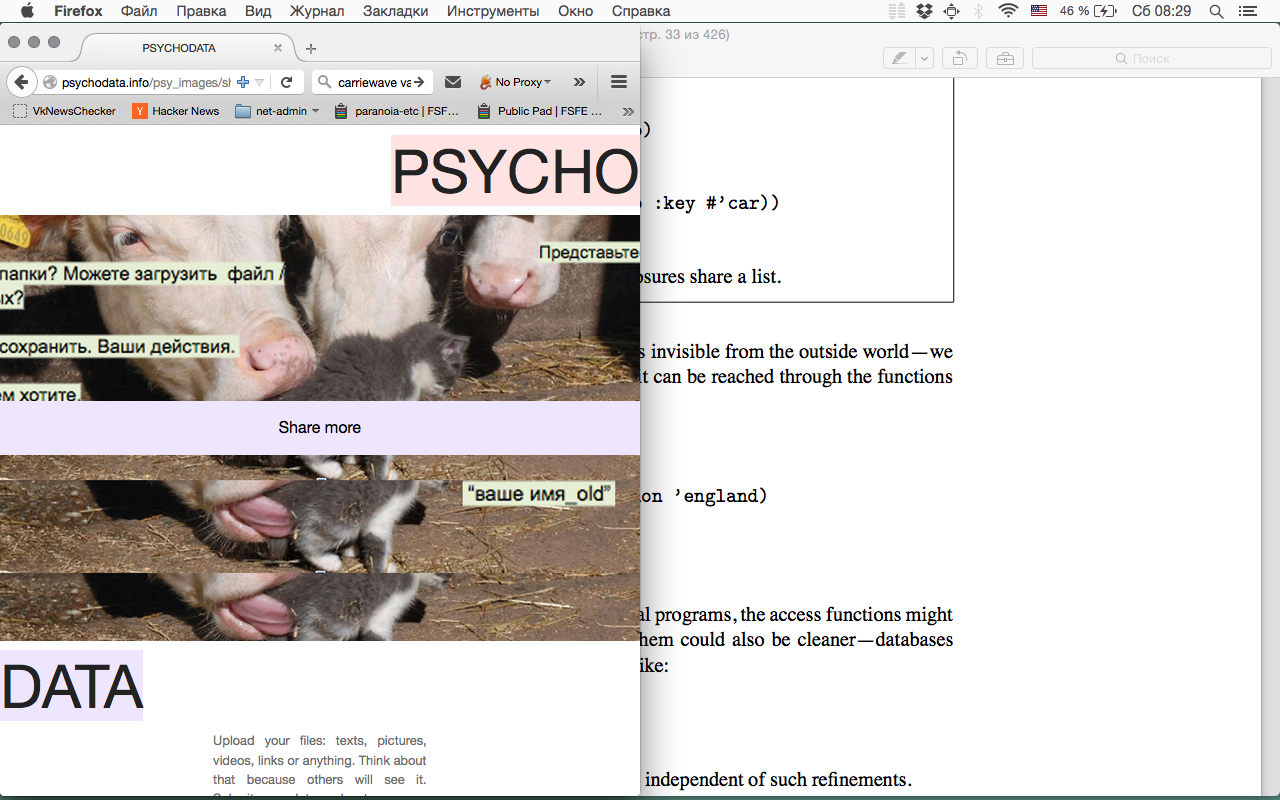 Firefox Файл Правка Вид Журнал Закладки Инструменты Окно Справка 46 % Сб 08:29
PSYCHODATA
psychodata.info/psy_images/sl
carriewave va
No Proxy
VkNewsChecker Hacker News net-admin paranoia-etc | FSF… Public Pad | FSFE …
PSYCHO
0649
Представьте
папки? Можете загрузить файл /
ых?
сохранить. Ваши действия.
ем хотите.
Share more
“ваше имя_old”
DATA
Upload your files: texts, pictures,
videos, links or anything. Think about
that because others will see it.
стр. 33 из 426)
Поиск
)
:key #’car))
osures share a list.
s invisible from the outside world—we
it can be reached through the functions
on ’england)
al programs, the access functions might
hem could also be cleaner—databases
ike:
independent of such refinements.